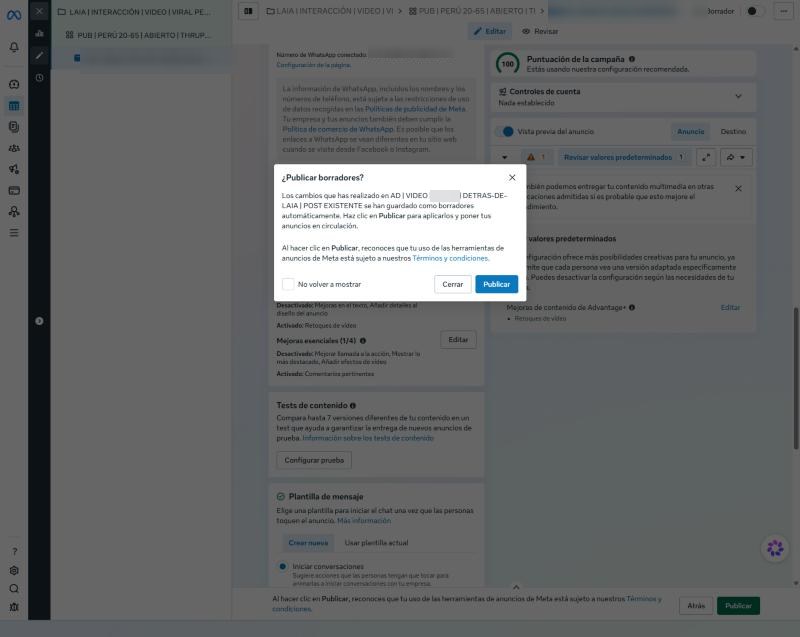 LAIA | INTERACCIÓN | VIDEO | VIRAL PE...
PUB | PERÚ 20-65 | ABIERTO | THRUP...
LAIA | INTERACCIÓN | VIDEO | VI
PUB | PERÚ 20-65 | ABIERTO | TI
Borrador
Editar
Revisar
Número de WhatsApp conectado:
Configuración de la página.
La información de WhatsApp, incluidos los nombres y los
números de teléfono, está sujeta a las restricciones de uso
de datos recogidas en las Políticas de publicidad de Meta.
Tu empresa y tus anuncios también deben cumplir la
Política de comercio de WhatsApp. Es posible que los
enlaces a WhatsApp se vean diferentes en tu sitio web
cuando se visite desde Facebook o Instagram.
100
Puntuación de la campaña
Estás usando nuestra configuración recomendada.
Controles de cuenta
Nada establecido
Vista previa del anuncio
Anuncio
Destino
1
Revisar valores predeterminados 1
bién podemos entregar tu contenido multimedia en otras
caciones admitidas si es probable que esto mejore el
dimiento.
valores predeterminados
figuración ofrece más posibilidades creativas para tu anuncio, ya
mite que cada persona vea una versión adaptada específicamente
Puedes desactivar la configuración según las necesidades de tu
Mejoras de contenido de Advantage+
Editar
• Retoques de vídeo
¿Publicar borradores?
Los cambios que has realizado en AD | VIDEO | DETRAS-DE-
LAIA | POST EXISTENTE se han guardado como borradores
automáticamente. Haz clic en Publicar para aplicarlos y poner tus
anuncios en circulación.
Al hacer clic en Publicar, reconoces que tu uso de las herramientas de
anuncios de Meta está sujeto a nuestros Términos y condiciones.
No volver a mostrar
Cerrar
Publicar
Desactivado: Mejoras en el texto, Añadir detalles al
diseño del anuncio
Activado: Retoques de vídeo
Mejoras esenciales (1/4)
Editar
Desactivado: Mejorar llamada a la acción, Mostrar lo
más destacado, Añadir efectos de vídeo
Activado: Comentarios pertinentes
Tests de contenido
Compara hasta 7 versiones diferentes de tu contenido en un
test que ayuda a garantizar la entrega de nuevos anuncios de
prueba. Información sobre los tests de contenido
Configurar prueba
Plantilla de mensaje
Elige una plantilla para iniciar el chat una vez que las personas
toquen el anuncio. Más información
Crear nueva
Usar plantilla actual
Iniciar conversaciones
Sugiere acciones que las personas tengan que tocar para
animarlas a iniciar conversaciones con tu empresa.
Al hacer clic en Publicar, reconoces que tu uso de las herramientas de anuncios de Meta está sujeto a nuestros Términos y
condiciones.
Atrás
Publicar